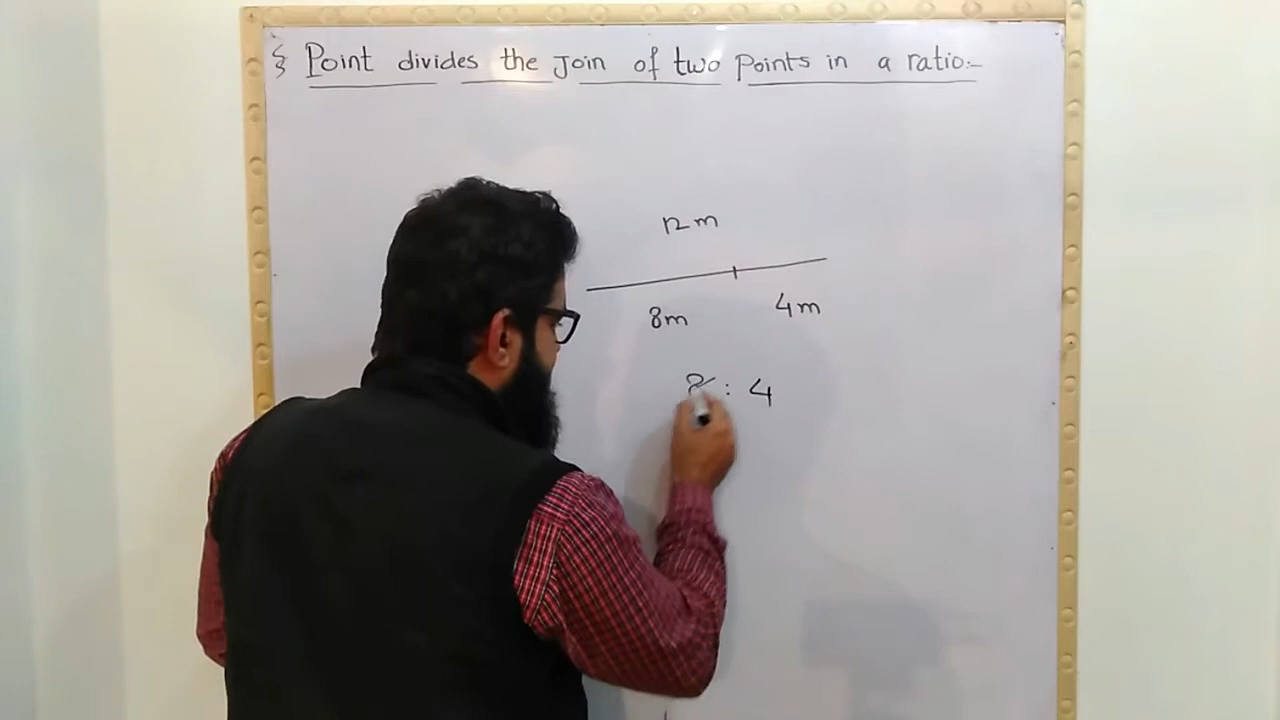 § Point divides the Join of two Points in a ratio:-
12m
8m 4m
8 : 4